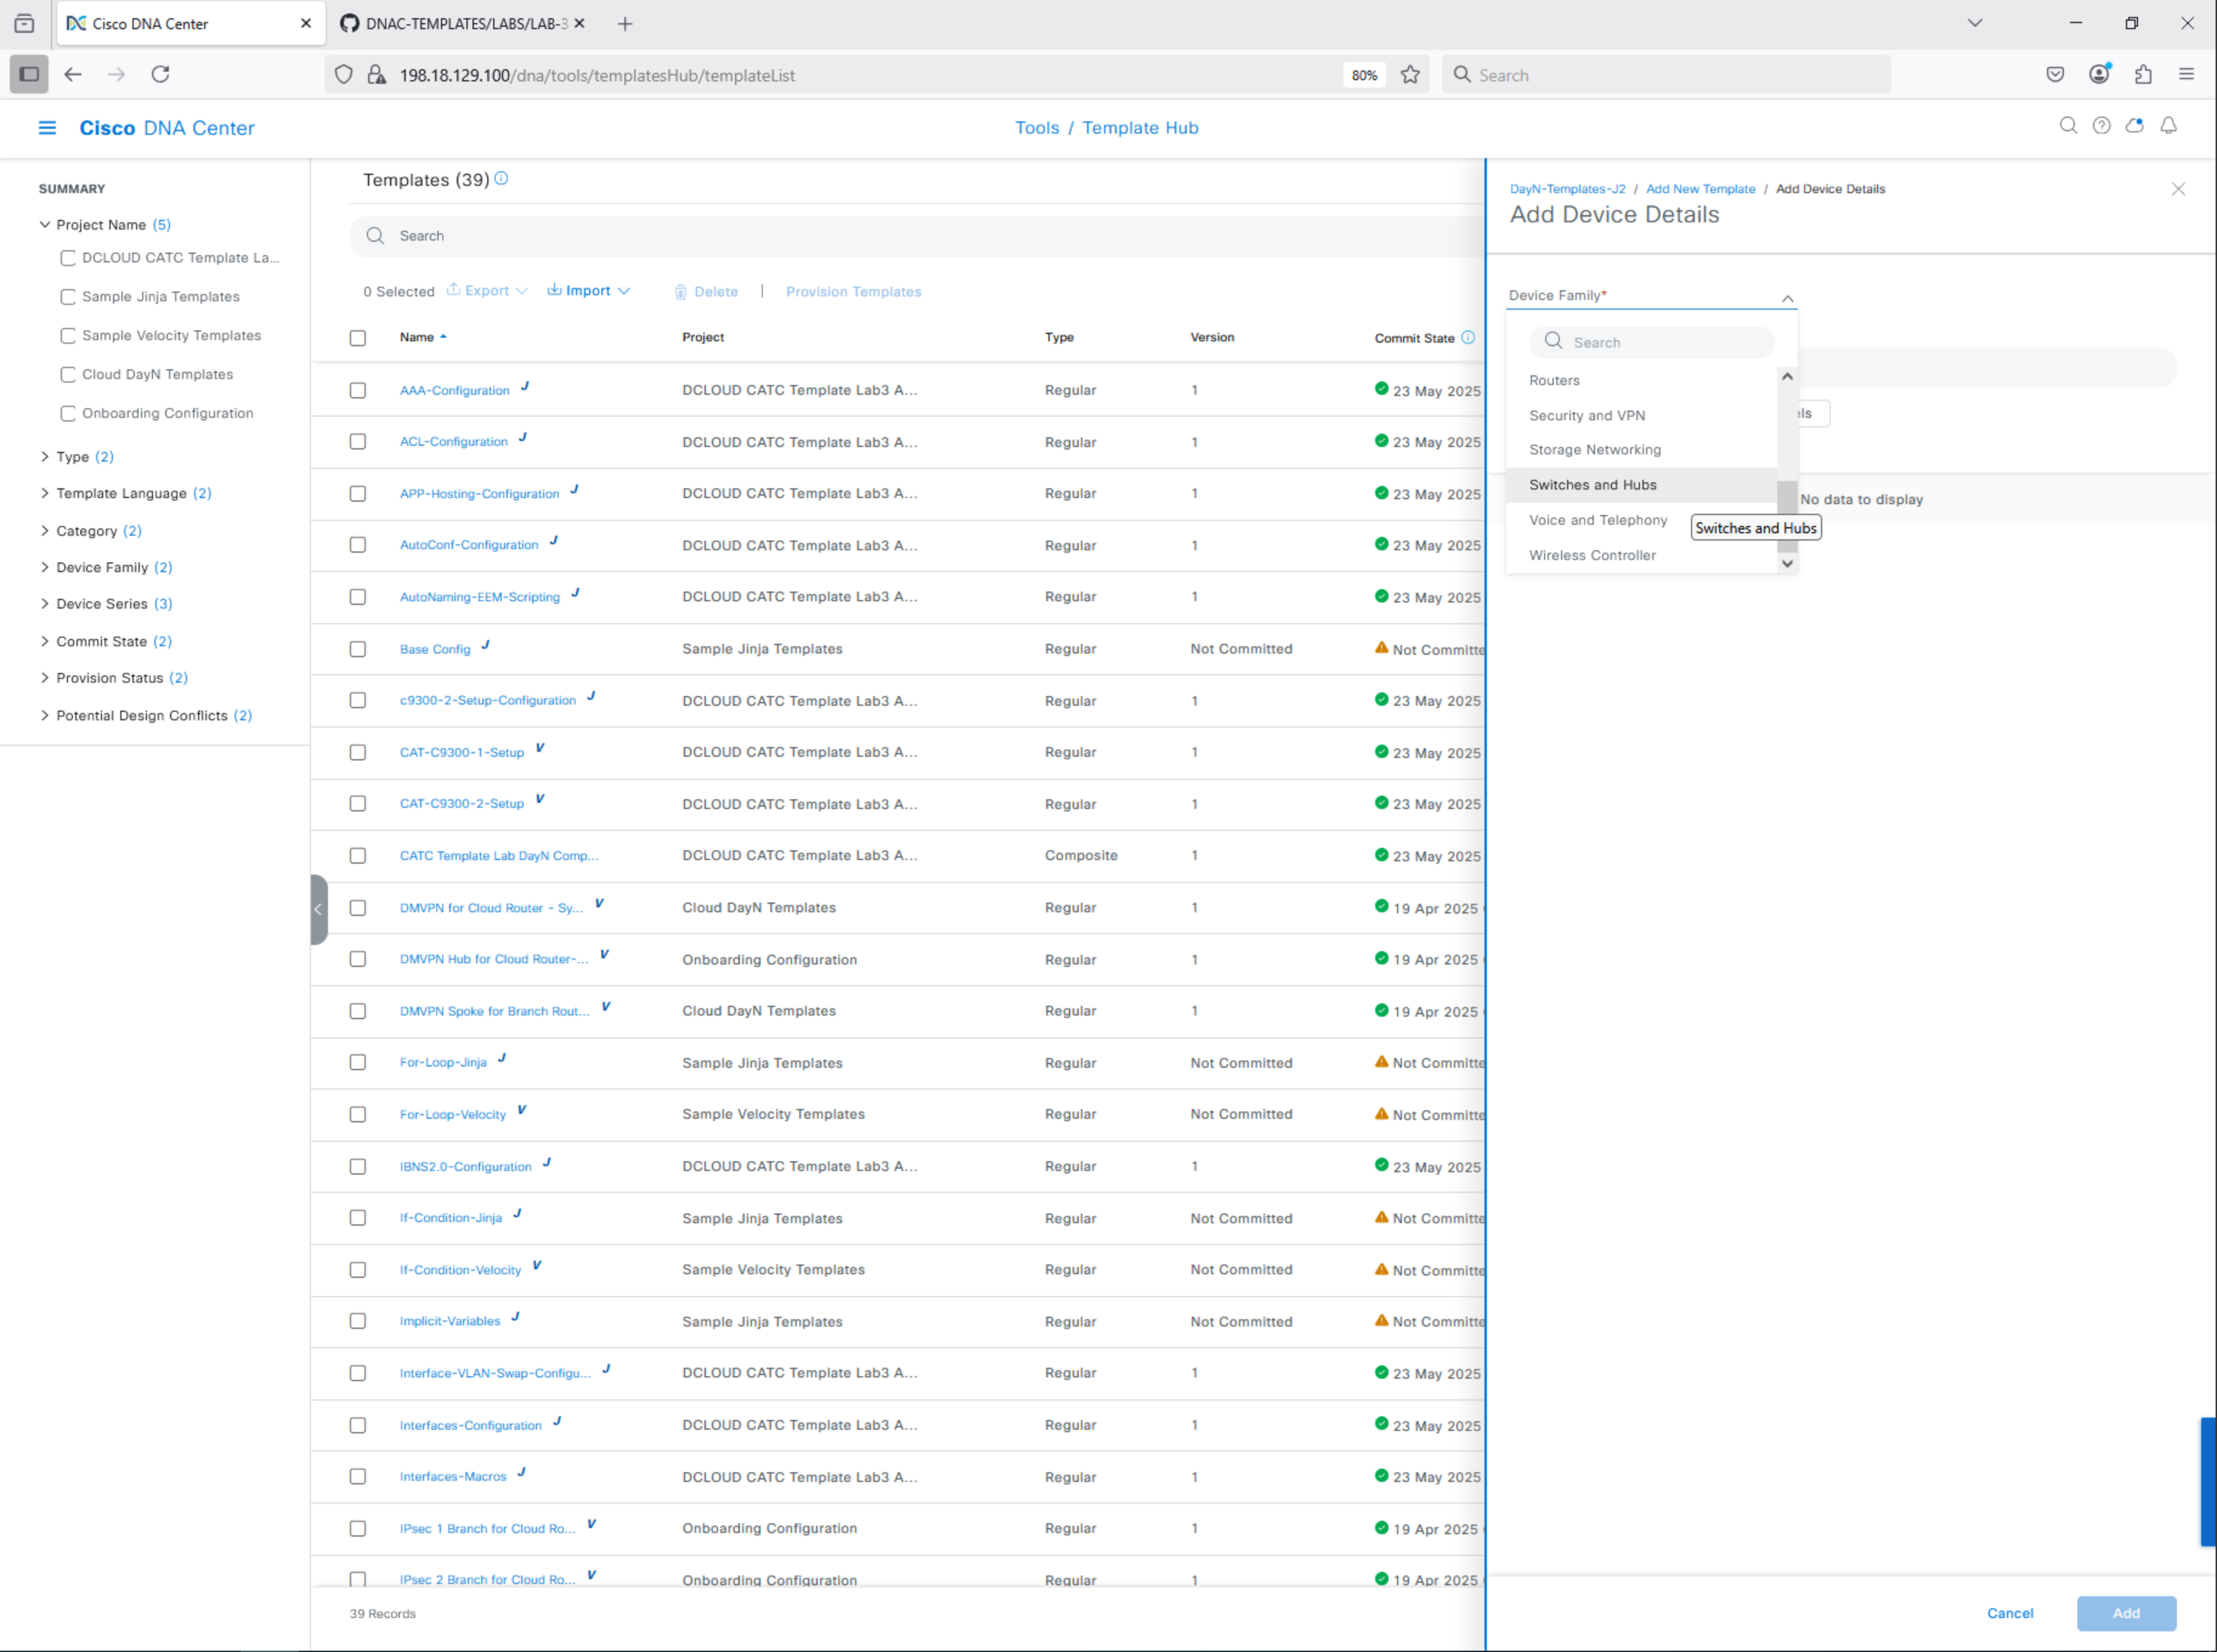 Cisco DNA Center
DNAC-TEMPLATES/LABS/LAB-3
198.18.129.100/dna/tools/templatesHub/templateList
80%
Search
Cisco DNA Center
Tools / Template Hub
SUMMARY
Project Name (5)
DCLOUD CATC Template La...
Sample Jinja Templates
Sample Velocity Templates
Cloud DayN Templates
Onboarding Configuration
Type (2)
Template Language (2)
Category (2)
Device Family (2)
Device Series (3)
Commit State (2)
Provision Status (2)
Potential Design Conflicts (2)
Templates (39)
Search
0 Selected Export Import Delete | Provision Templates
Name Project Type Version Commit State
AAA-Configuration J DCLOUD CATC Template Lab3 A... Regular 1 23 May 2025
ACL-Configuration J DCLOUD CATC Template Lab3 A... Regular 1 23 May 2025
APP-Hosting-Configuration J DCLOUD CATC Template Lab3 A... Regular 1 23 May 2025
AutoConf-Configuration J DCLOUD CATC Template Lab3 A... Regular 1 23 May 2025
AutoNaming-EEM-Scripting J DCLOUD CATC Template Lab3 A... Regular 1 23 May 2025
Base Config J Sample Jinja Templates Regular Not Committed Not Committe
c9300-2-Setup-Configuration J DCLOUD CATC Template Lab3 A... Regular 1 23 May 2025
CAT-C9300-1-Setup V DCLOUD CATC Template Lab3 A... Regular 1 23 May 2025
CAT-C9300-2-Setup V DCLOUD CATC Template Lab3 A... Regular 1 23 May 2025
CATC Template Lab DayN Comp... DCLOUD CATC Template Lab3 A... Composite 1 23 May 2025
DMVPN for Cloud Router - Sy... V Cloud DayN Templates Regular 1 19 Apr 2025
DMVPN Hub for Cloud Router-... V Onboarding Configuration Regular 1 19 Apr 2025
DMVPN Spoke for Branch Rout... V Cloud DayN Templates Regular 1 19 Apr 2025
For-Loop-Jinja J Sample Jinja Templates Regular Not Committed Not Committe
For-Loop-Velocity V Sample Velocity Templates Regular Not Committed Not Committe
IBNS2.0-Configuration J DCLOUD CATC Template Lab3 A... Regular 1 23 May 2025
If-Condition-Jinja J Sample Jinja Templates Regular Not Committed Not Committe
If-Condition-Velocity V Sample Velocity Templates Regular Not Committed Not Committe
Implicit-Variables J Sample Jinja Templates Regular Not Committed Not Committe
Interface-VLAN-Swap-Configu... J DCLOUD CATC Template Lab3 A... Regular 1 23 May 2025
Interfaces-Configuration J DCLOUD CATC Template Lab3 A... Regular 1 23 May 2025
Interfaces-Macros J DCLOUD CATC Template Lab3 A... Regular 1 23 May 2025
IPsec 1 Branch for Cloud Ro... V Onboarding Configuration Regular 1 19 Apr 2025
IPsec 2 Branch for Cloud Ro... V Onboarding Configuration Regular 1 19 Apr 2025
39 Records
DayN-Templates-J2 / Add New Template / Add Device Details
Add Device Details
Device Family*
Search
Routers
Security and VPN
els
Storage Networking
Switches and Hubs
No data to display
Voice and Telephony
Switches and Hubs
Wireless Controller
Cancel
Add